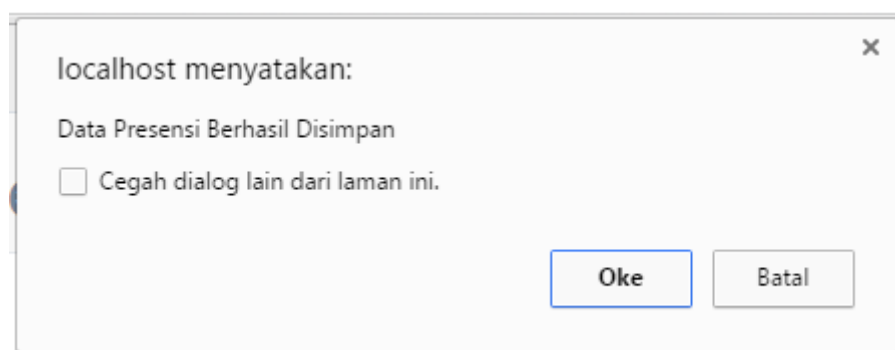 localhost menyatakan:
Data Presensi Berhasil Disimpan
Cegah dialog lain dari laman ini.
Oke Batal